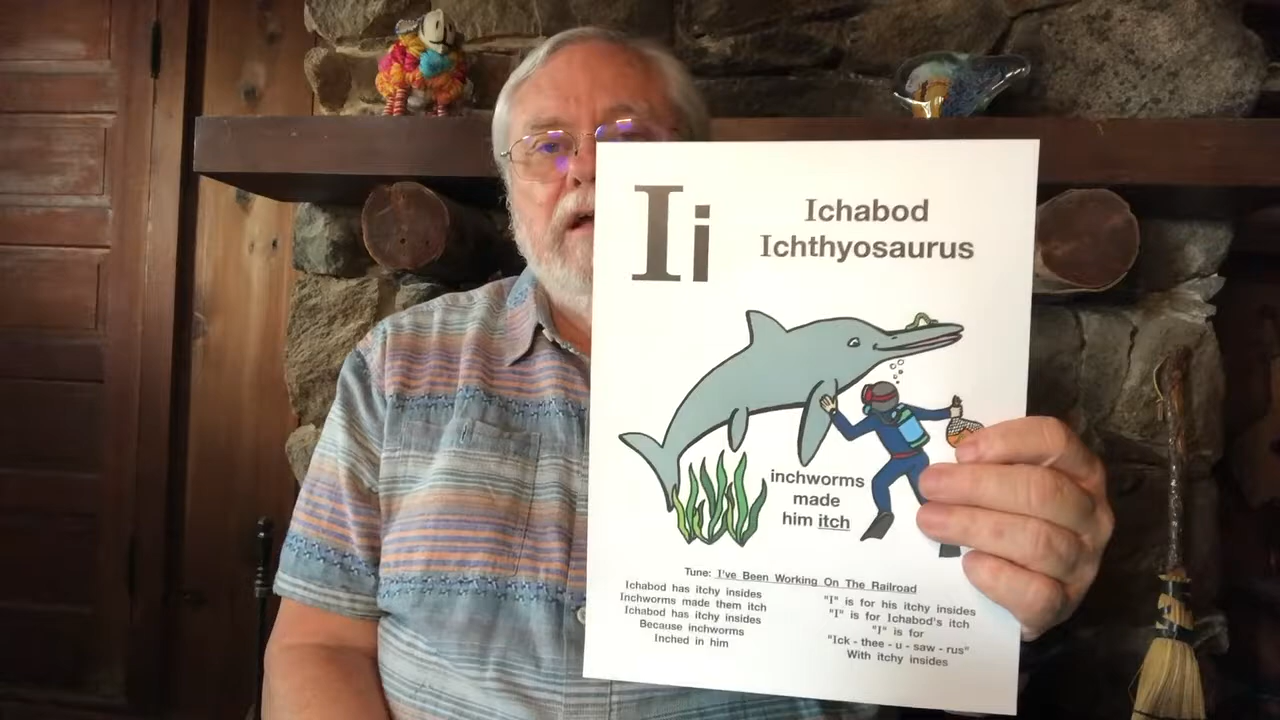 Ii
Ichabod
Ichthyosaurus
inchworms
made
him itch
Tune: I've Been Working On The Railroad
Ichabod has itchy insides
Inchworms made them itch
Ichabod has itchy insides
Because inchworms
Inched in him
"I" is for his itchy insides
"I" is for Ichabod's itch
"I" is for
"Ick - thee - u - saw - rus"
With itchy insides